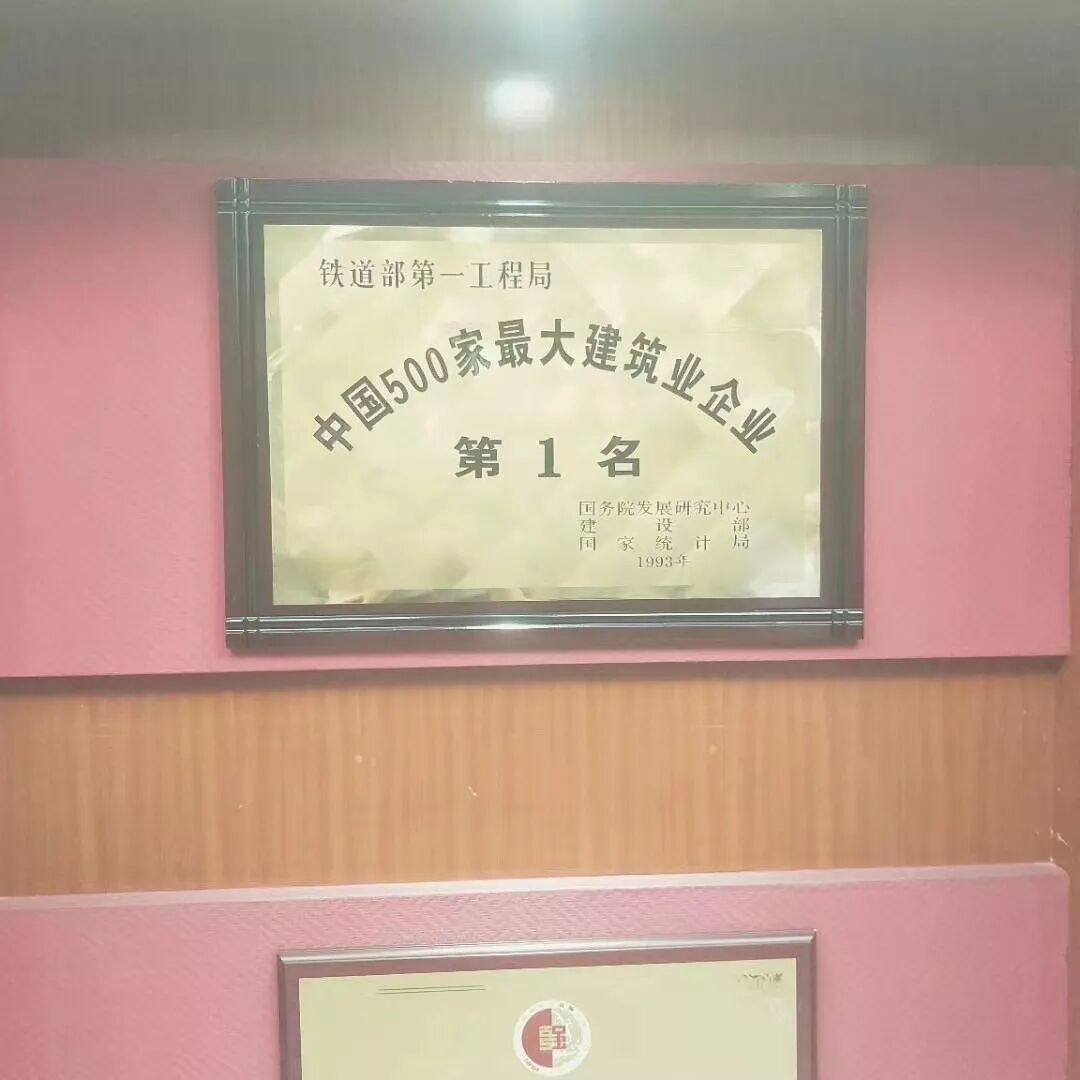 铁道部第一工程局
中国500家最大建筑业企业
第1名
国务院发展研究中心
建设部
国家统计局
1993年